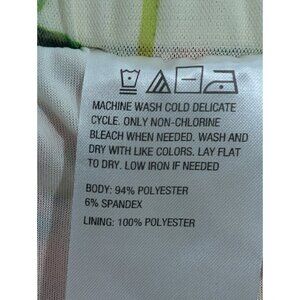 MACHINE WASH COLD DELICATE
CYCLE. ONLY NON-CHLORINE
BLEACH WHEN NEEDED. WASH AND
DRY WITH LIKE COLORS. LAY FLAT
TO DRY. LOW IRON IF NEEDED
BODY: 94% POLYESTER
6% SPANDEX
LINING: 100% POLYESTER